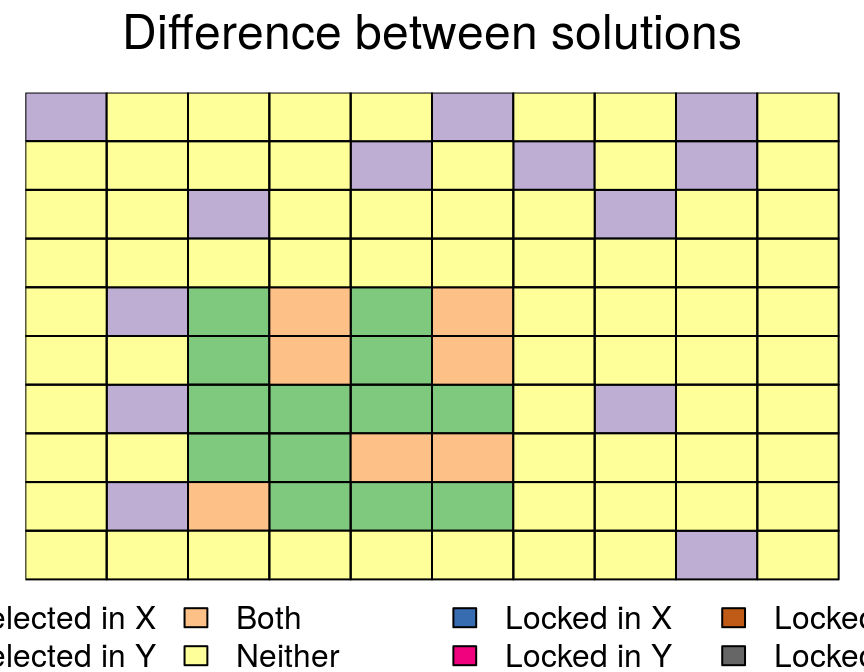 Difference between solutions
elected in X Both Locked in X Locked
elected in Y Neither Locked in Y Locked